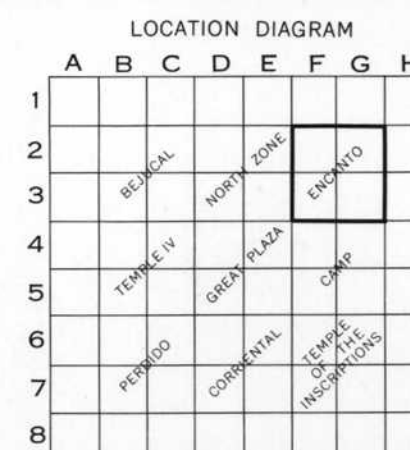 LOCATION DIAGRAM
A B C D E F G H
1
2
BEJUCAL NORTH ZONE ENCANTO
3
4
TEMPLE IV GREAT PLAZA CAMP
5
6
PERDIDO CORRIENTAL TEMPLE OF THE INSCRIPTIONS
7
8